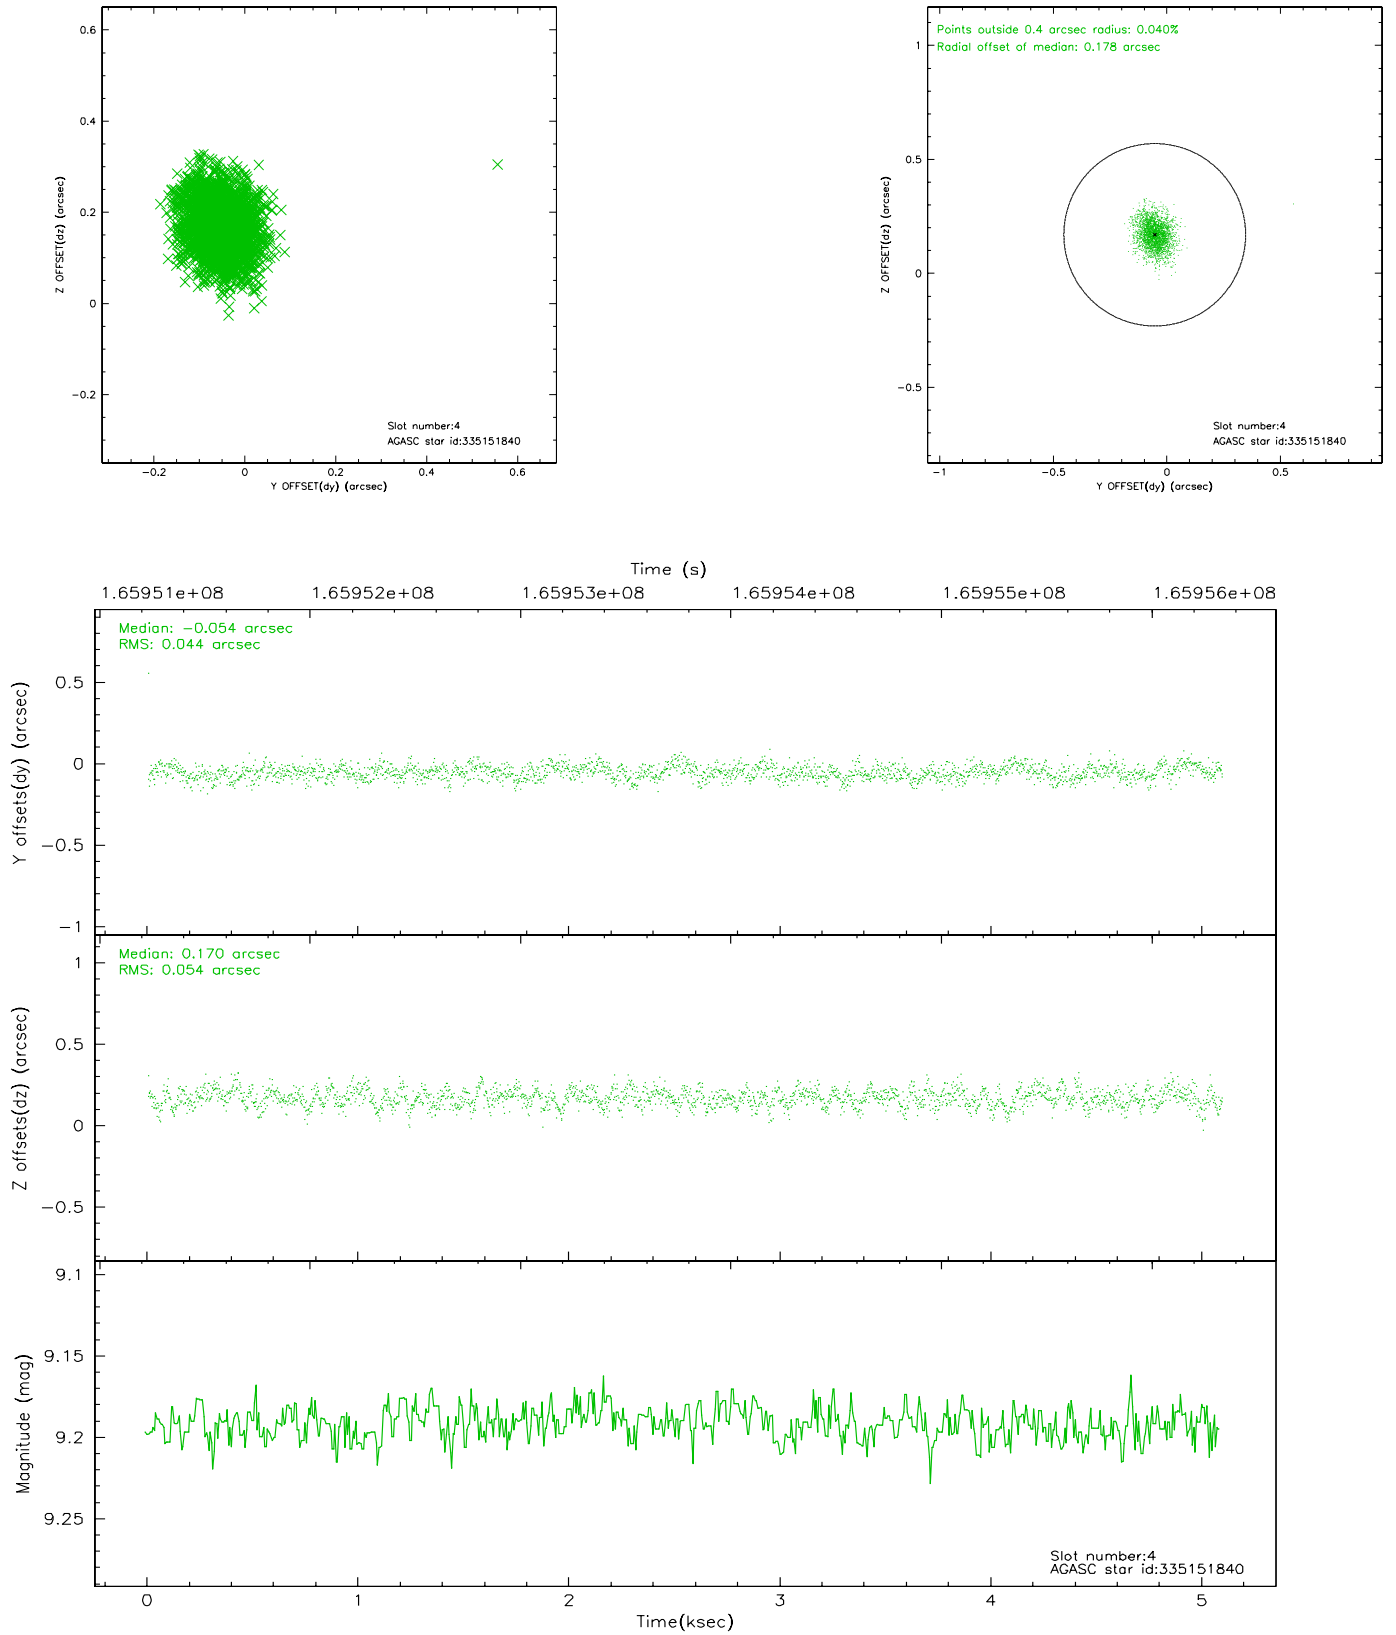 0.6
0.4
0.2
0
−0.2
Z OFFSET(dz) (arcsec)
Slot number:4
AGASC star id:335151840
−0.2 0 0.2 0.4 0.6
Y OFFSET(dy) (arcsec)
Points outside 0.4 arcsec radius: 0.040%
Radial offset of median: 0.178 arcsec
1
0.5
0
−0.5
Z OFFSET(dz) (arcsec)
Slot number:4
AGASC star id:335151840
−1 −0.5 0 0.5
Y OFFSET(dy) (arcsec)
Time (s)
1.65951e+08 1.65952e+08 1.65953e+08 1.65954e+08 1.65955e+08 1.65956e+08
Median: −0.054 arcsec
RMS: 0.044 arcsec
0.5
0
−0.5
−1
Y offsets(dy) (arcsec)
Median: 0.170 arcsec
RMS: 0.054 arcsec
1
0.5
0
−0.5
Z offsets(dz) (arcsec)
9.1
9.15
9.2
9.25
Magnitude (mag)
Slot number:4
AGASC star id:335151840
0 1 2 3 4 5
Time(ksec)